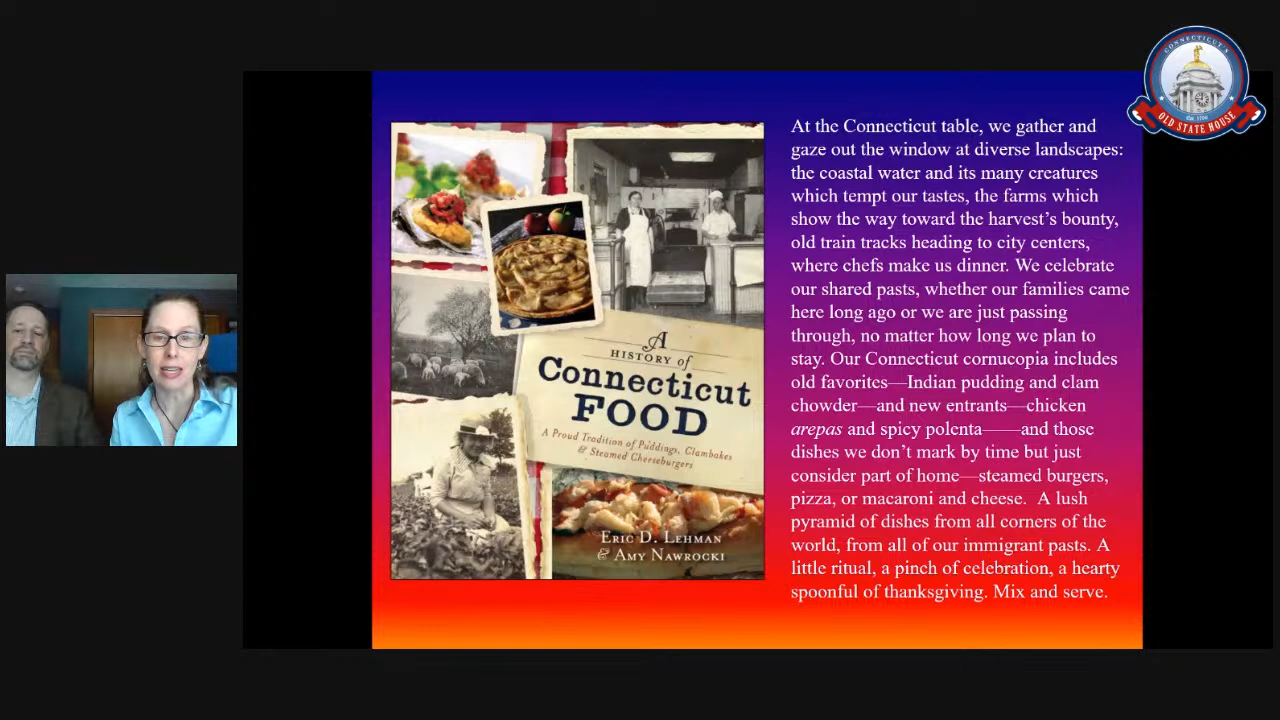 CONNECTICUT'S
OLD STATE HOUSE
At the Connecticut table, we gather and
gaze out the window at diverse landscapes:
the coastal water and its many creatures
which tempt our tastes, the farms which
show the way toward the harvest’s bounty,
old train tracks heading to city centers,
where chefs make us dinner. We celebrate
our shared pasts, whether our families came
here long ago or we are just passing
through, no matter how long we plan to
stay. Our Connecticut cornucopia includes
old favorites—Indian pudding and clam
chowder—and new entrants—chicken
arepas and spicy polenta——and those
dishes we don’t mark by time but just
consider part of home—steamed burgers,
pizza, or macaroni and cheese.  A lush
pyramid of dishes from all corners of the
world, from all of our immigrant pasts. A
little ritual, a pinch of celebration, a hearty
spoonful of thanksgiving. Mix and serve.
A
HISTORY of
Connecticut
FOOD
A Proud Tradition of Puddings, Clambakes
& Steamed Cheeseburgers
ERIC D. LEHMAN
& AMY NAWROCKI